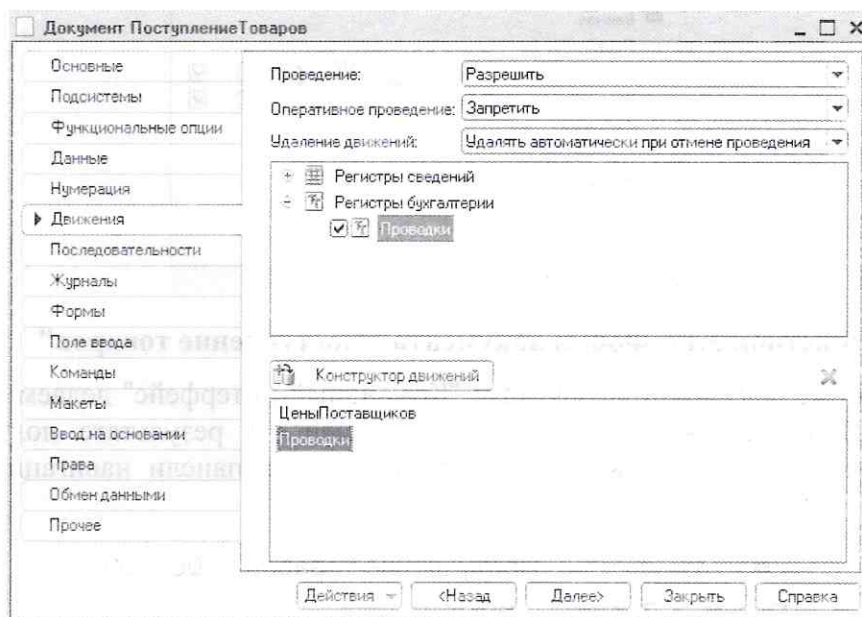 Документ ПоступлениеТоваров
Основные
Подсистемы
Функциональные опции
Данные
Нумерация
Движения
Последовательности
Журналы
Формы
Поле ввода
Команды
Макеты
Ввод на основании
Права
Обмен данными
Прочее
Проведение: Разрешить
Оперативное проведение: Запретить
Удаление движений: Удалять автоматически при отмене проведения
Регистры сведений
Регистры бухгалтерии
Проводки
Конструктор движений
ЦеныПоставщиков
Проводки
Действия <Назад Далее> Закрыть Справка